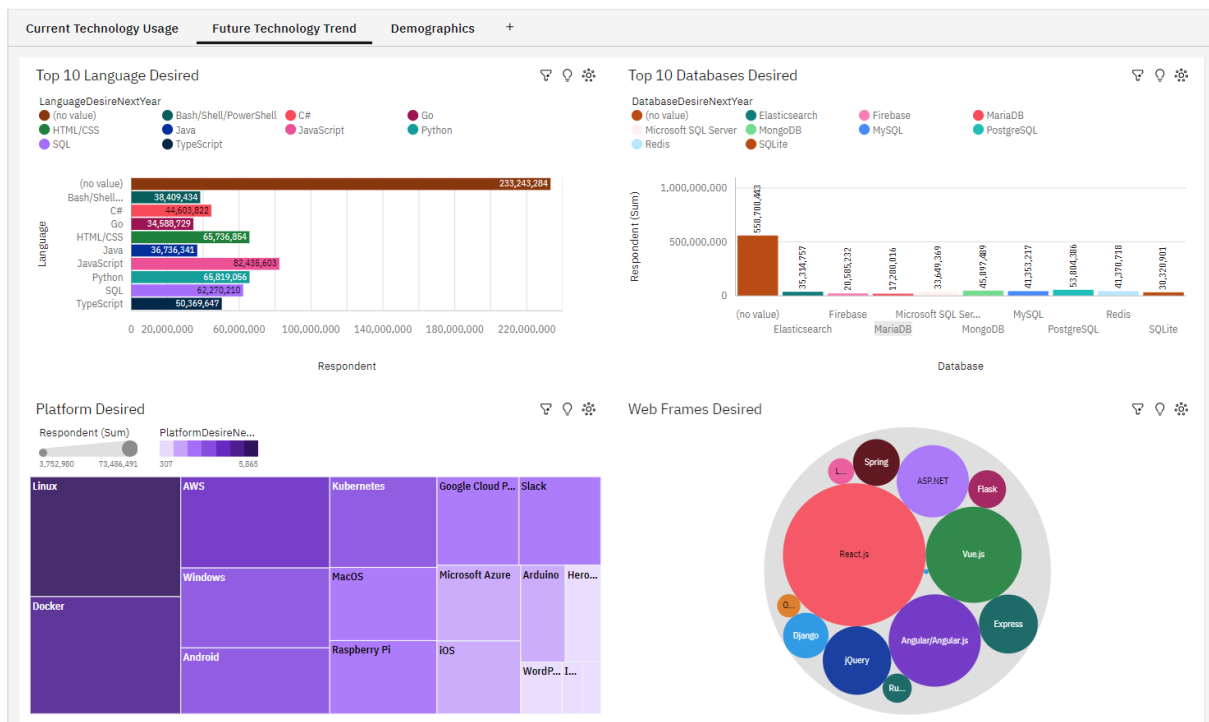 Current Technology Usage Future Technology Trend Demographics +
Top 10 Language Desired
LanguageDesireNextYear
(no value) Bash/Shell/PowerShell C# Go
HTML/CSS Java JavaScript Python
SQL TypeScript
Language
(no value) 233,243,284
Bash/Shell... 38,409,434
C# 44,603,822
Go 34,588,729
HTML/CSS 65,736,854
Java 36,736,341
JavaScript 82,435,603
Python 65,819,056
SQL 62,270,210
TypeScript 50,369,647
0 20,000,000 60,000,000 100,000,000 140,000,000 180,000,000 220,000,000
Respondent
Top 10 Databases Desired
DatabaseDesireNextYear
(no value) Elasticsearch Firebase MariaDB
Microsoft SQL Server MongoDB MySQL PostgreSQL
Redis SQLite
Respondent (Sum)
1,000,000,000
500,000,000
0
558,700,443
35,314,757
20,585,232
17,280,016
33,649,369
45,897,489
41,353,217
53,804,386
41,370,718
30,320,901
(no value) Firebase Microsoft SQL Ser... MySQL Redis
Elasticsearch MariaDB MongoDB PostgreSQL SQLite
Database
Platform Desired
Respondent (Sum) PlatformDesireNe...
3,752,980 73,486,491 307 5,865
Linux AWS Kubernetes Google Cloud P... Slack
Windows MacOS Microsoft Azure Arduino Hero...
Docker
Android Raspberry Pi iOS
WordP... I...
Web Frames Desired
Spring
L...
ASP.NET
Flask
React.js Vue.js
O...
Django
Express
Angular/Angular.js
jQuery
Ru...